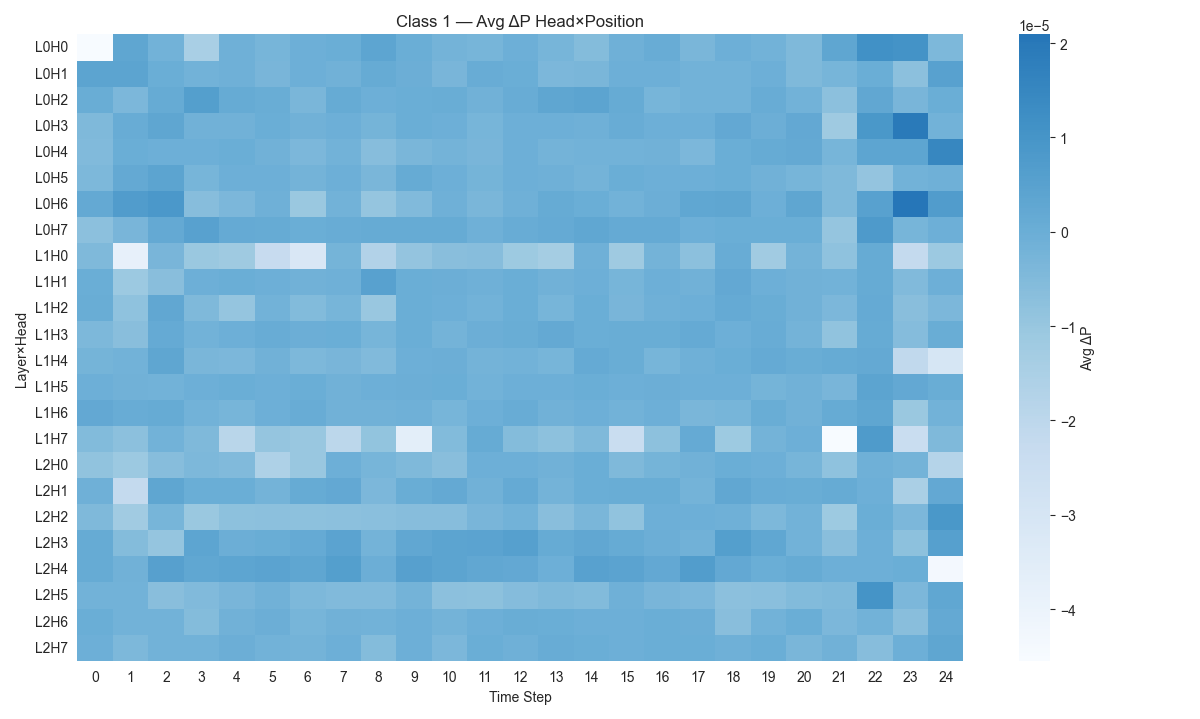 Class 1 — Avg ΔP Head×Position
1e−5
L0H0
L0H1
L0H2
L0H3
L0H4
L0H5
L0H6
L0H7
L1H0
L1H1
L1H2
L1H3
L1H4
L1H5
L1H6
L1H7
L2H0
L2H1
L2H2
L2H3
L2H4
L2H5
L2H6
L2H7
Layer×Head
0 1 2 3 4 5 6 7 8 9 10 11 12 13 14 15 16 17 18 19 20 21 22 23 24
Time Step
2
1
0
−1
−2
−3
−4
Avg ΔP